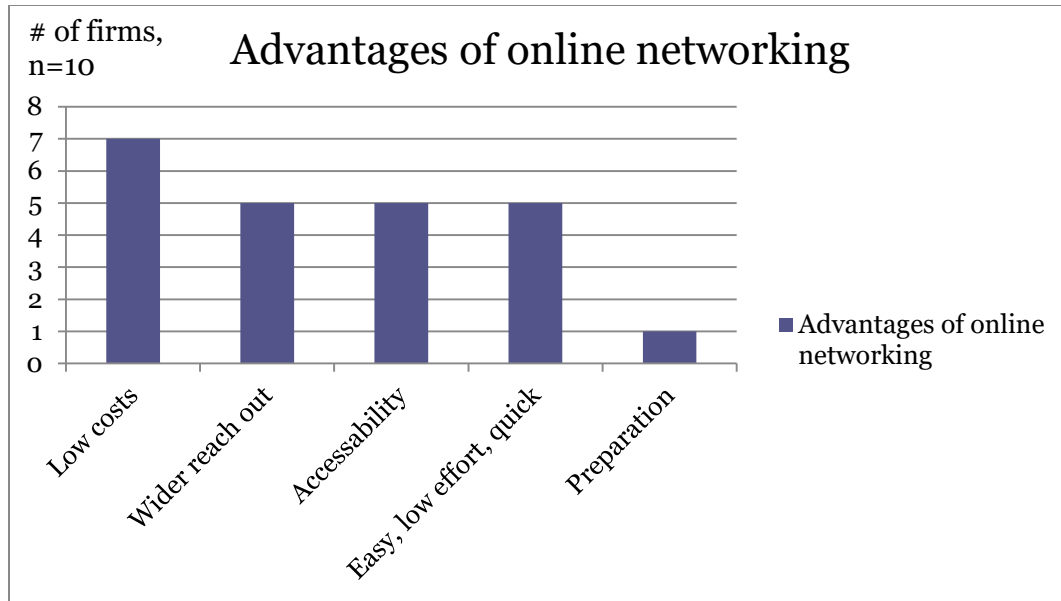 # of firms,
n=10
Advantages of online networking
8
7
6
5
4
3
2
1
0
Low costs
Wider reach out
Accessability
Easy, low effort, quick
Preparation
Advantages of online
networking